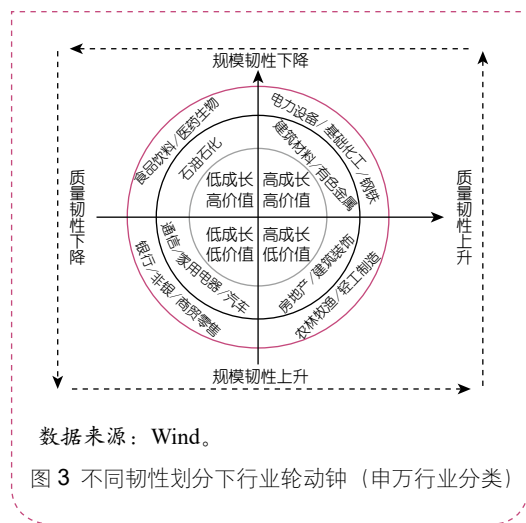 规模韧性下降
食品饮料/医药生物
电力设备/基础化工/钢铁
石油石化
建筑材料/有色金属
质量韧性下降
低成长
高价值
高成长
高价值
质量韧性上升
低成长
低价值
高成长
低价值
通信/家用电器/汽车
房地产/建筑装饰
银行/非银/商贸零售
农林牧渔/轻工制造
规模韧性上升
数据来源：Wind。
图 3 不同韧性划分下行业轮动钟（申万行业分类）